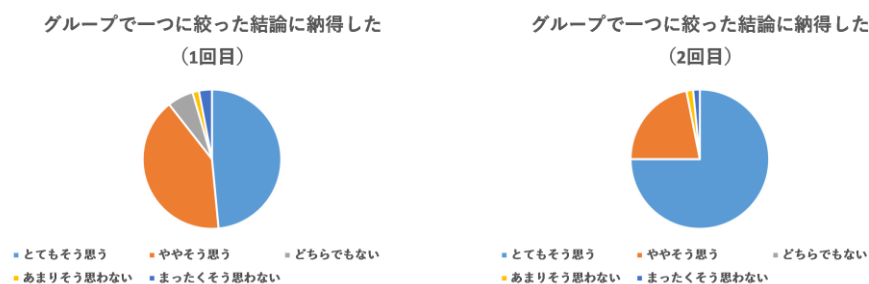 グループで一つに絞った結論に納得した
（1回目）
とてもそう思う ややそう思う どちらでもない
あまりそう思わない まったくそう思わない
グループで一つに絞った結論に納得した
（2回目）
とてもそう思う ややそう思う どちらでもない
あまりそう思わない まったくそう思わない